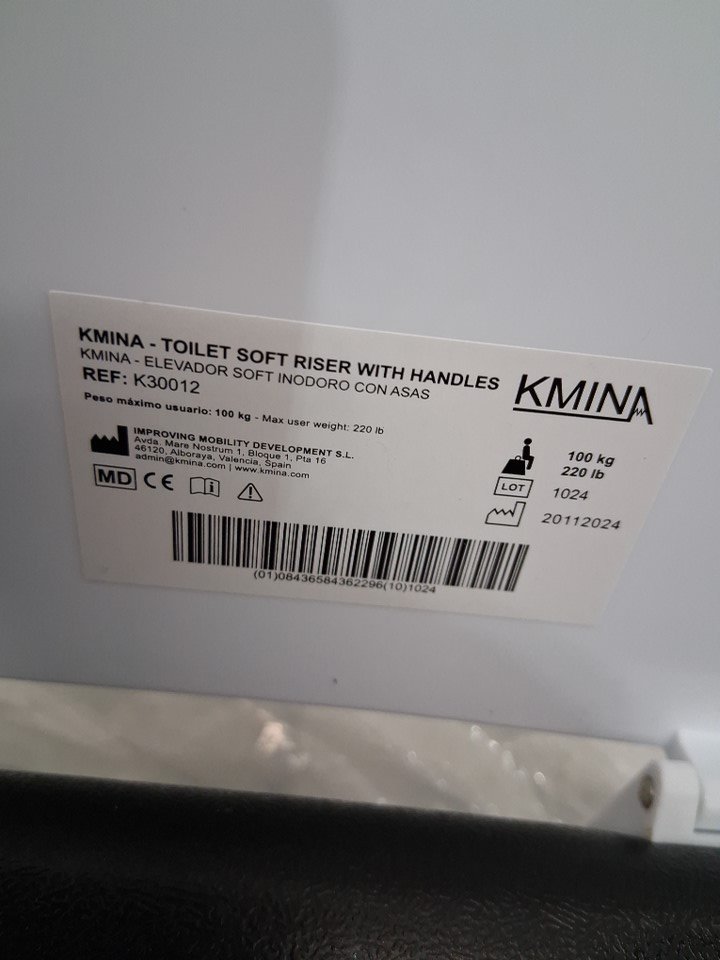 KMINA - TOILET SOFT RISER WITH HANDLES
KMINA - ELEVADOR SOFT INODORO CON ASAS
REF: K30012
Peso máximo usuario: 100 kg - Max user weight: 220 lb
KMINA
IMPROVING MOBILITY DEVELOPMENT S.L.
Avda. Mare Nostrum 1, Bloque 1, Pta 16
46120, Alboraya, Valencia, Spain
admin@kmina.com | www.kmina.com
MD CE
100 kg
220 lb
LOT 1024
20112024
(01)08436584362296(10)1024